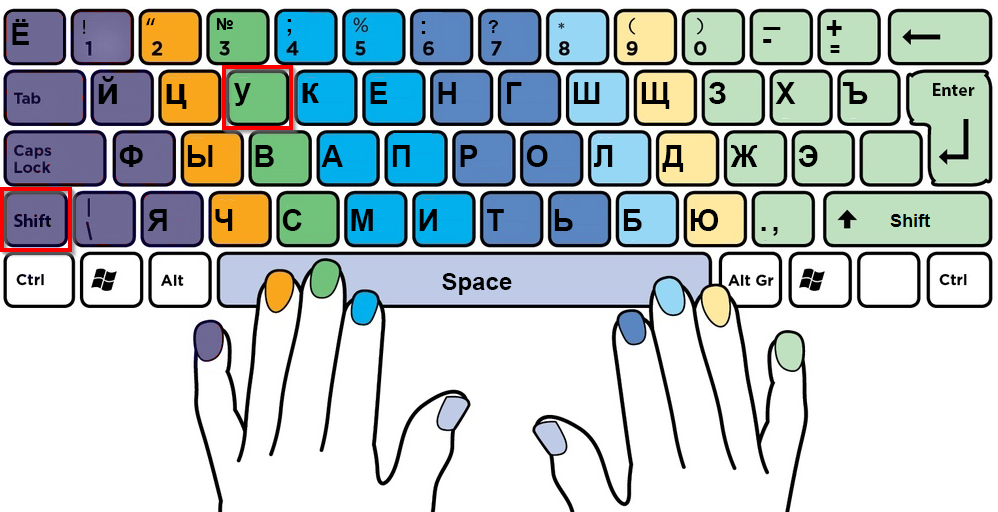 Ё ! 1 “ 2 № 3 ; 4 % 5 : 6 ? 7 * 8 ( 9 ) 0 — - + =
Tab Й Ц У К Е Н Г Ш Щ З Х Ъ Enter
Caps Lock Ф Ы В А П Р О Л Д Ж Э
Shift | \ Я Ч С М И Т Ь Б Ю . , Shift
Ctrl Alt Space Alt Gr Ctrl